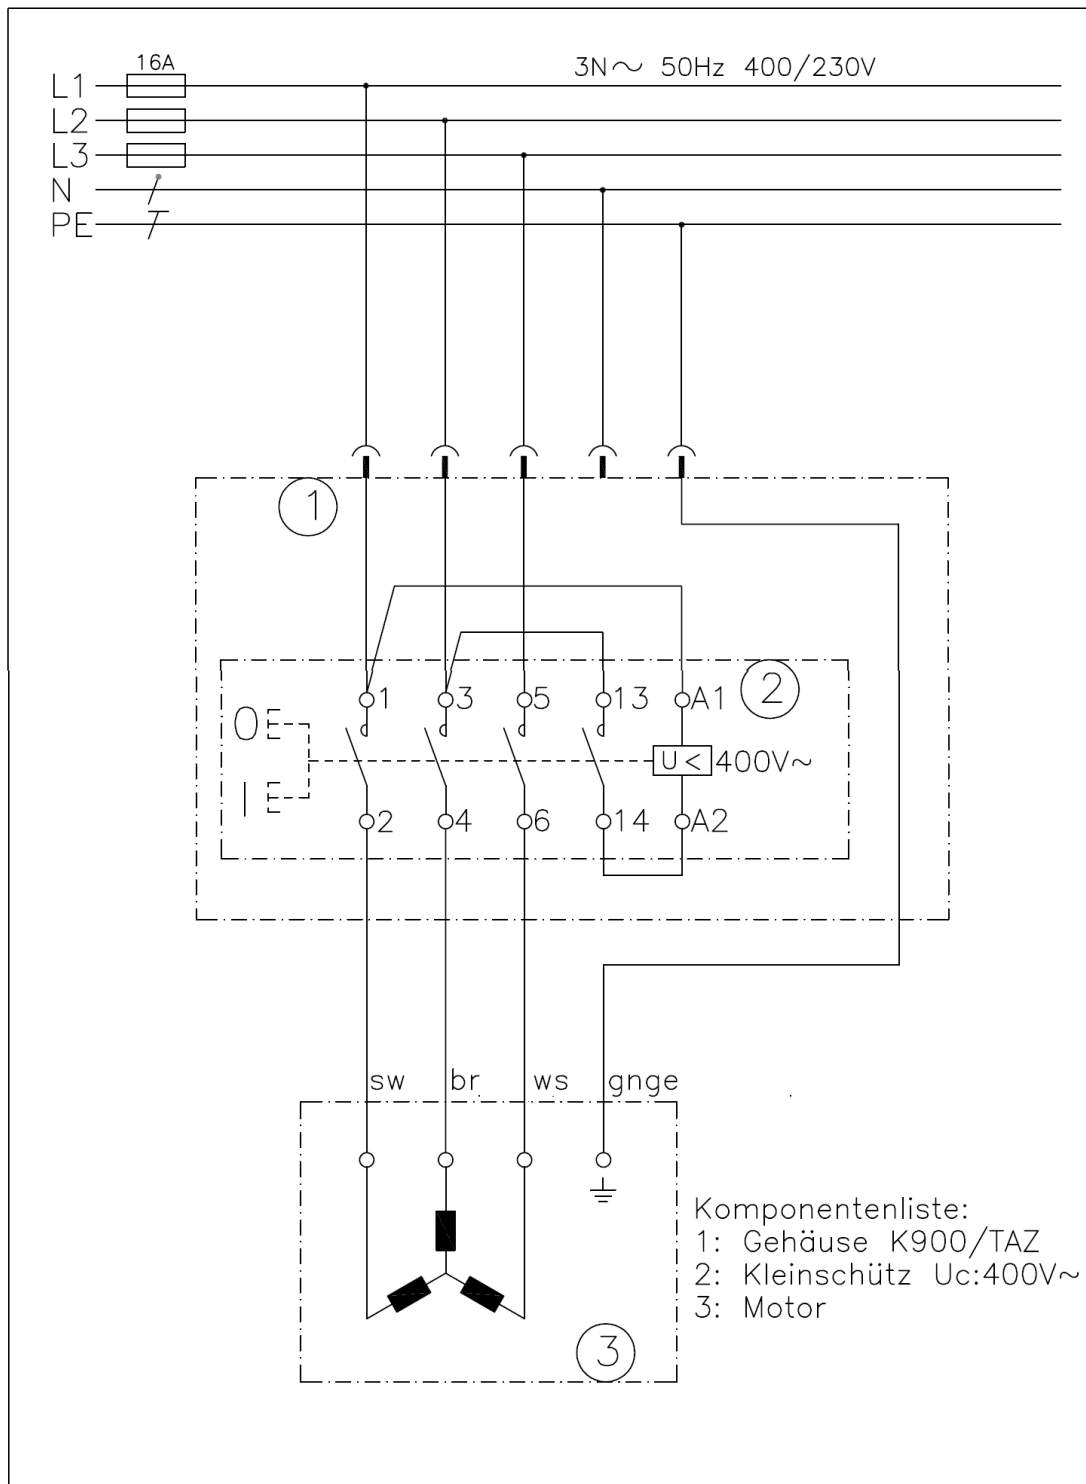 16A
3N~ 50Hz 400/230V
L1
L2
L3
N
PE
1
1 3 5 13 A1 2
O
U< 400V~
I
2 4 6 14 A2
sw br ws gnge
Komponentenliste:
1: Gehäuse K900/TAZ
2: Kleinschütz Uc:400V~
3: Motor
3